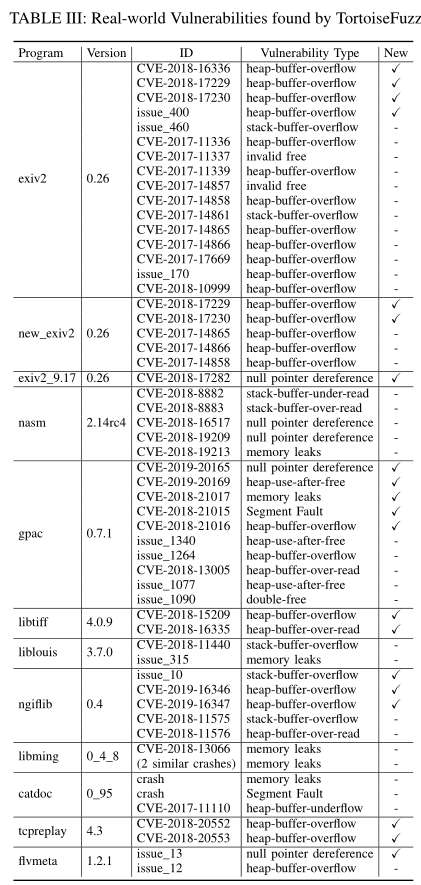 TABLE III: Real-world Vulnerabilities found by TortoiseFuzz
Program Version ID Vulnerability Type New
CVE-2018-16336 heap-buffer-overflow ✓
CVE-2018-17229 heap-buffer-overflow ✓
CVE-2018-17230 heap-buffer-overflow ✓
issue_400 heap-buffer-overflow ✓
issue_460 stack-buffer-overflow -
CVE-2017-11336 heap-buffer-overflow -
CVE-2017-11337 invalid free -
CVE-2017-11339 heap-buffer-overflow -
exiv2 0.26 CVE-2017-14857 invalid free -
CVE-2017-14858 heap-buffer-overflow -
CVE-2017-14861 stack-buffer-overflow -
CVE-2017-14865 heap-buffer-overflow -
CVE-2017-14866 heap-buffer-overflow -
CVE-2017-17669 heap-buffer-overflow -
issue_170 heap-buffer-overflow -
CVE-2018-10999 heap-buffer-overflow -
CVE-2018-17229 heap-buffer-overflow ✓
CVE-2018-17230 heap-buffer-overflow ✓
new_exiv2 0.26 CVE-2017-14865 heap-buffer-overflow -
CVE-2017-14866 heap-buffer-overflow -
CVE-2017-14858 heap-buffer-overflow -
exiv2_9.17 0.26 CVE-2018-17282 null pointer dereference ✓
CVE-2018-8882 stack-buffer-under-read -
CVE-2018-8883 stack-buffer-over-read -
nasm 2.14rc4 CVE-2018-16517 null pointer dereference -
CVE-2018-19209 null pointer dereference -
CVE-2018-19213 memory leaks -
CVE-2019-20165 null pointer dereference ✓
CVE-2019-20169 heap-use-after-free ✓
CVE-2018-21017 memory leaks ✓
CVE-2018-21015 Segment Fault ✓
gpac 0.7.1 CVE-2018-21016 heap-buffer-overflow ✓
issue_1340 heap-use-after-free -
issue_1264 heap-buffer-overflow -
CVE-2018-13005 heap-buffer-over-read -
issue_1077 heap-use-after-free -
issue_1090 double-free -
libtiff 4.0.9 CVE-2018-15209 heap-buffer-overflow ✓
CVE-2018-16335 heap-buffer-over-read ✓
liblouis 3.7.0 CVE-2018-11440 stack-buffer-overflow -
issue_315 memory leaks -
issue_10 stack-buffer-overflow ✓
CVE-2019-16346 heap-buffer-overflow ✓
ngiflib 0.4 CVE-2019-16347 heap-buffer-overflow ✓
CVE-2018-11575 stack-buffer-overflow -
CVE-2018-11576 heap-buffer-over-read -
libming 0_4_8 CVE-2018-13066 memory leaks -
(2 similar crashes) memory leaks -
crash memory leaks -
catdoc 0_95 crash Segment Fault -
CVE-2017-11110 heap-buffer-underflow -
tcpreplay 4.3 CVE-2018-20552 heap-buffer-overflow ✓
CVE-2018-20553 heap-buffer-overflow ✓
flvmeta 1.2.1 issue_13 null pointer dereference ✓
issue_12 heap-buffer-overflow -